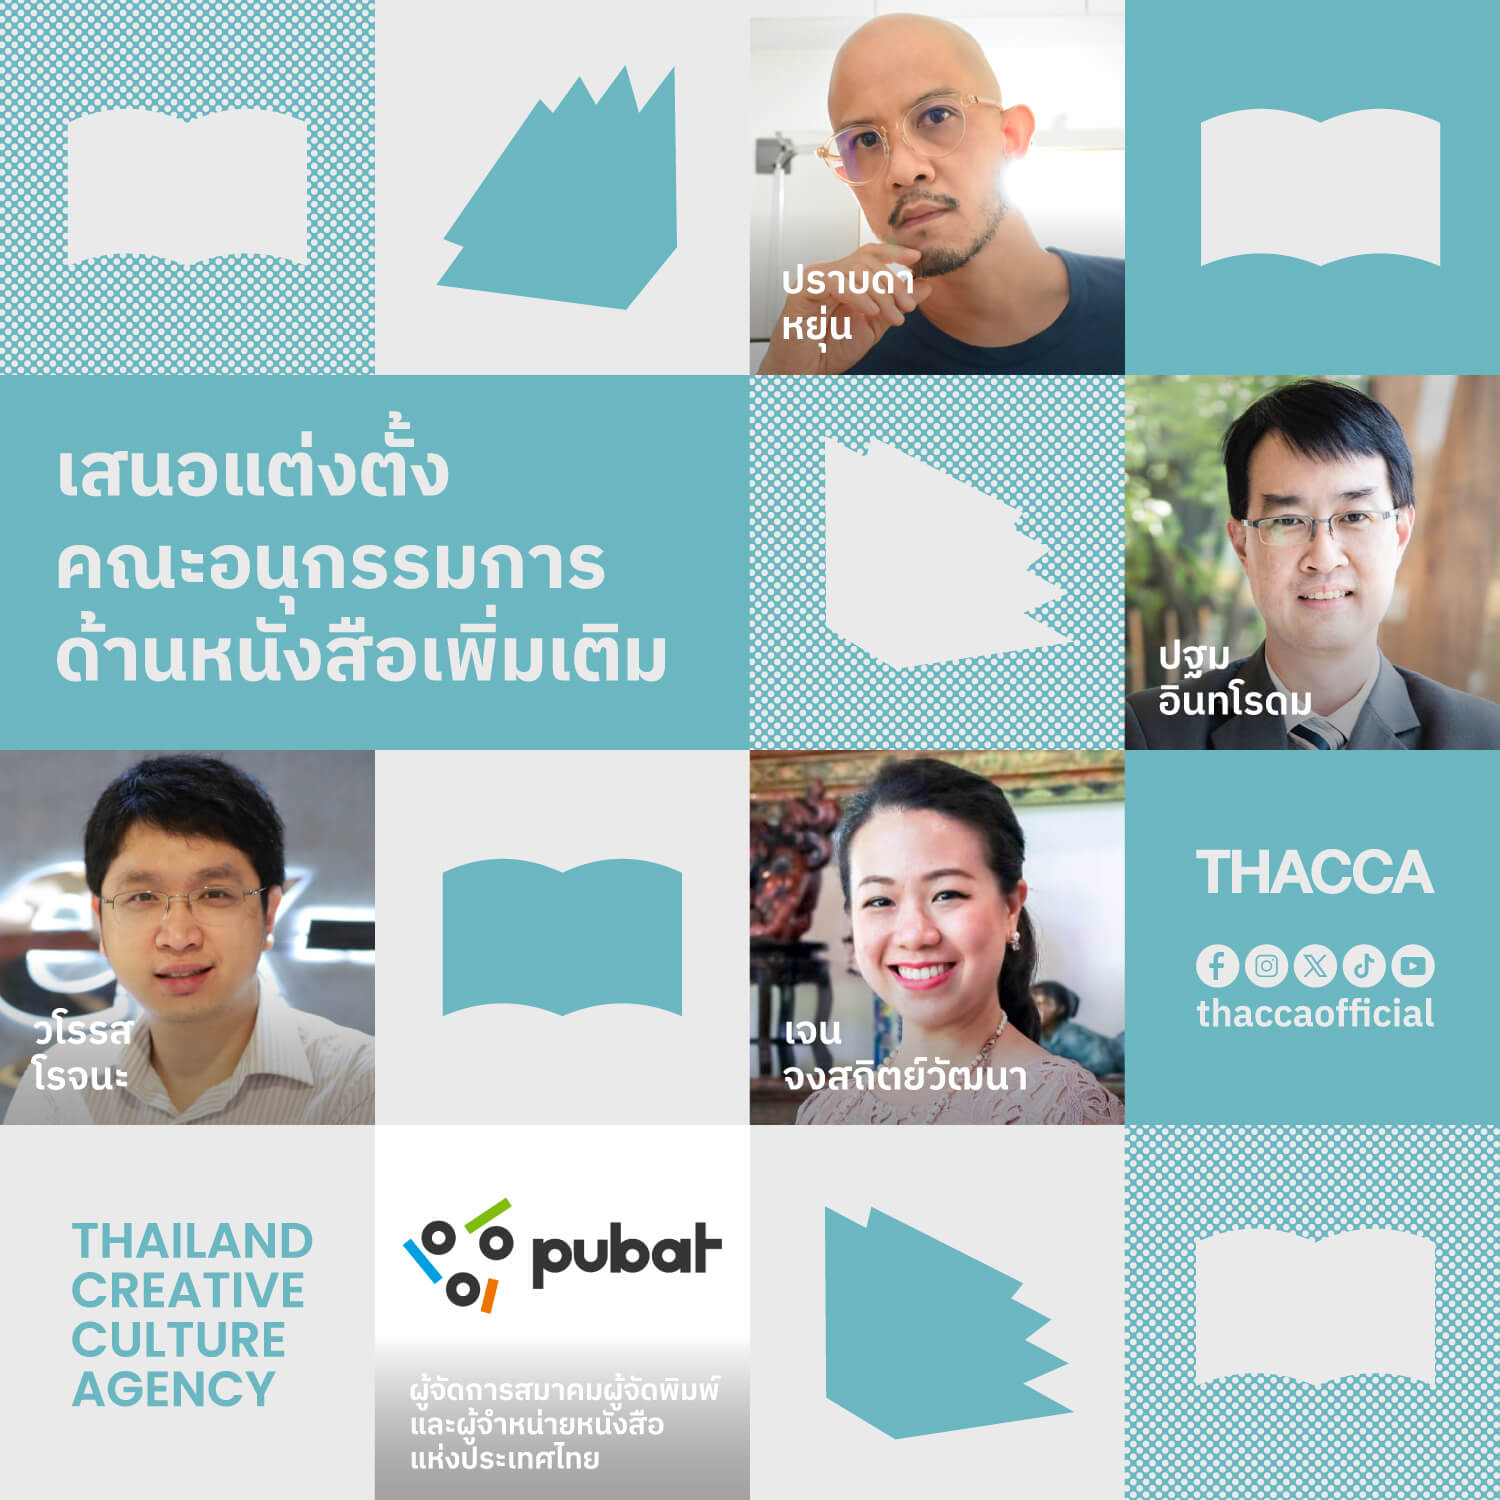 ปราบดา
หยุ่น
เสนอแต่งตั้ง
คณะอนุกรรมการ
ด้านหนังสือเพิ่มเติม
ปฐม
อินทโรดม
วโรรส
โรจนะ
เจน
จงสถิตย์วัฒนา
THACCA
thaccaofficial
THAILAND
CREATIVE
CULTURE
AGENCY
pubat
ผู้จัดการสมาคมผู้จัดพิมพ์
และผู้จำหน่ายหนังสือ
แห่งประเทศไทย